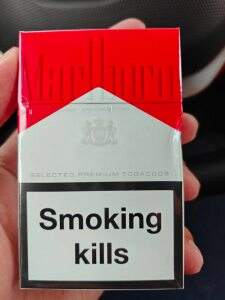 Marlboro
SELECTED PREMIUM TOBACCOS
Smoking
kills